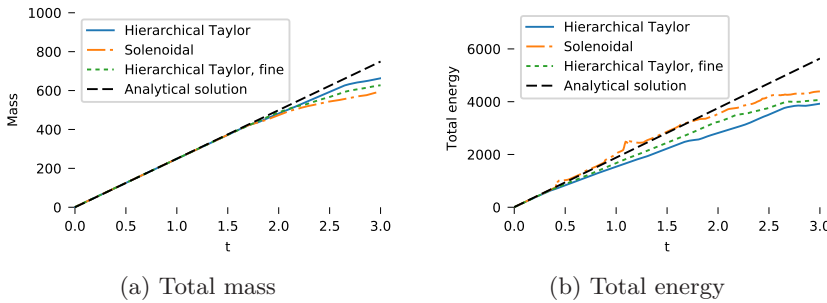 1000
800
600
400
200
0
Mass
Hierarchical Taylor
Solenoidal
Hierarchical Taylor, fine
Analytical solution
0.0 0.5 1.0 1.5 2.0 2.5 3.0
t
(a) Total mass
6000
4000
2000
0
Total energy
Hierarchical Taylor
Solenoidal
Hierarchical Taylor, fine
Analytical solution
0.0 0.5 1.0 1.5 2.0 2.5 3.0
t
(b) Total energy